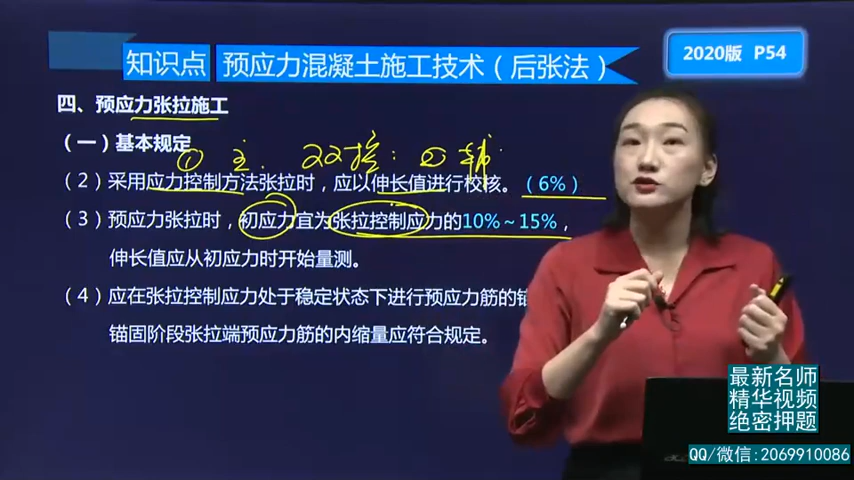 2020版 P54
知识点 预应力混凝土施工技术（后张法）
四、预应力张拉施工
（一）基本规定
① 主. 双控： ② 辅.
（2）采用应力控制方法张拉时，应以伸长值进行校核。（6%）
（3）预应力张拉时，初应力宜为张拉控制应力的10%～15%，
伸长值应从初应力时开始量测。
（4）应在张拉控制应力处于稳定状态下进行预应力筋的锚
锚固阶段张拉端预应力筋的内缩量应符合规定。
最新名师
精华视频
绝密押题
QQ/微信:2069910086